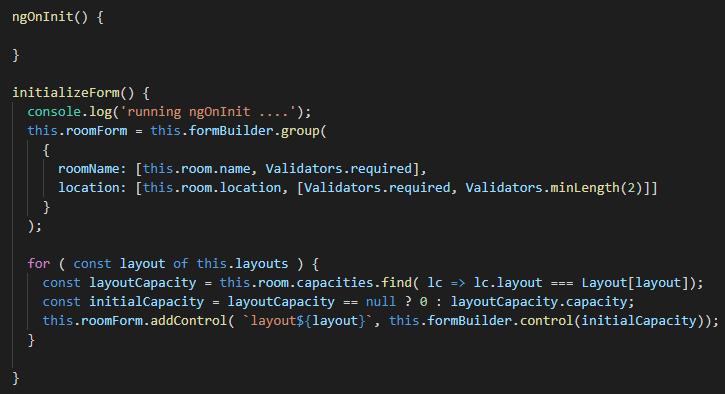 ngOnInit() {
}
initializeForm() {
console.log('running ngOnInit ....');
this.roomForm = this.formBuilder.group(
{
roomName: [this.room.name, Validators.required],
location: [this.room.location, [Validators.required, Validators.minLength(2)]]
}
);
for ( const layout of this.layouts ) {
const layoutCapacity = this.room.capacities.find( lc => lc.layout === Layout[layout]);
const initialCapacity = layoutCapacity == null ? 0 : layoutCapacity.capacity;
this.roomForm.addControl( `layout${layout}`, this.formBuilder.control(initialCapacity));
}
}